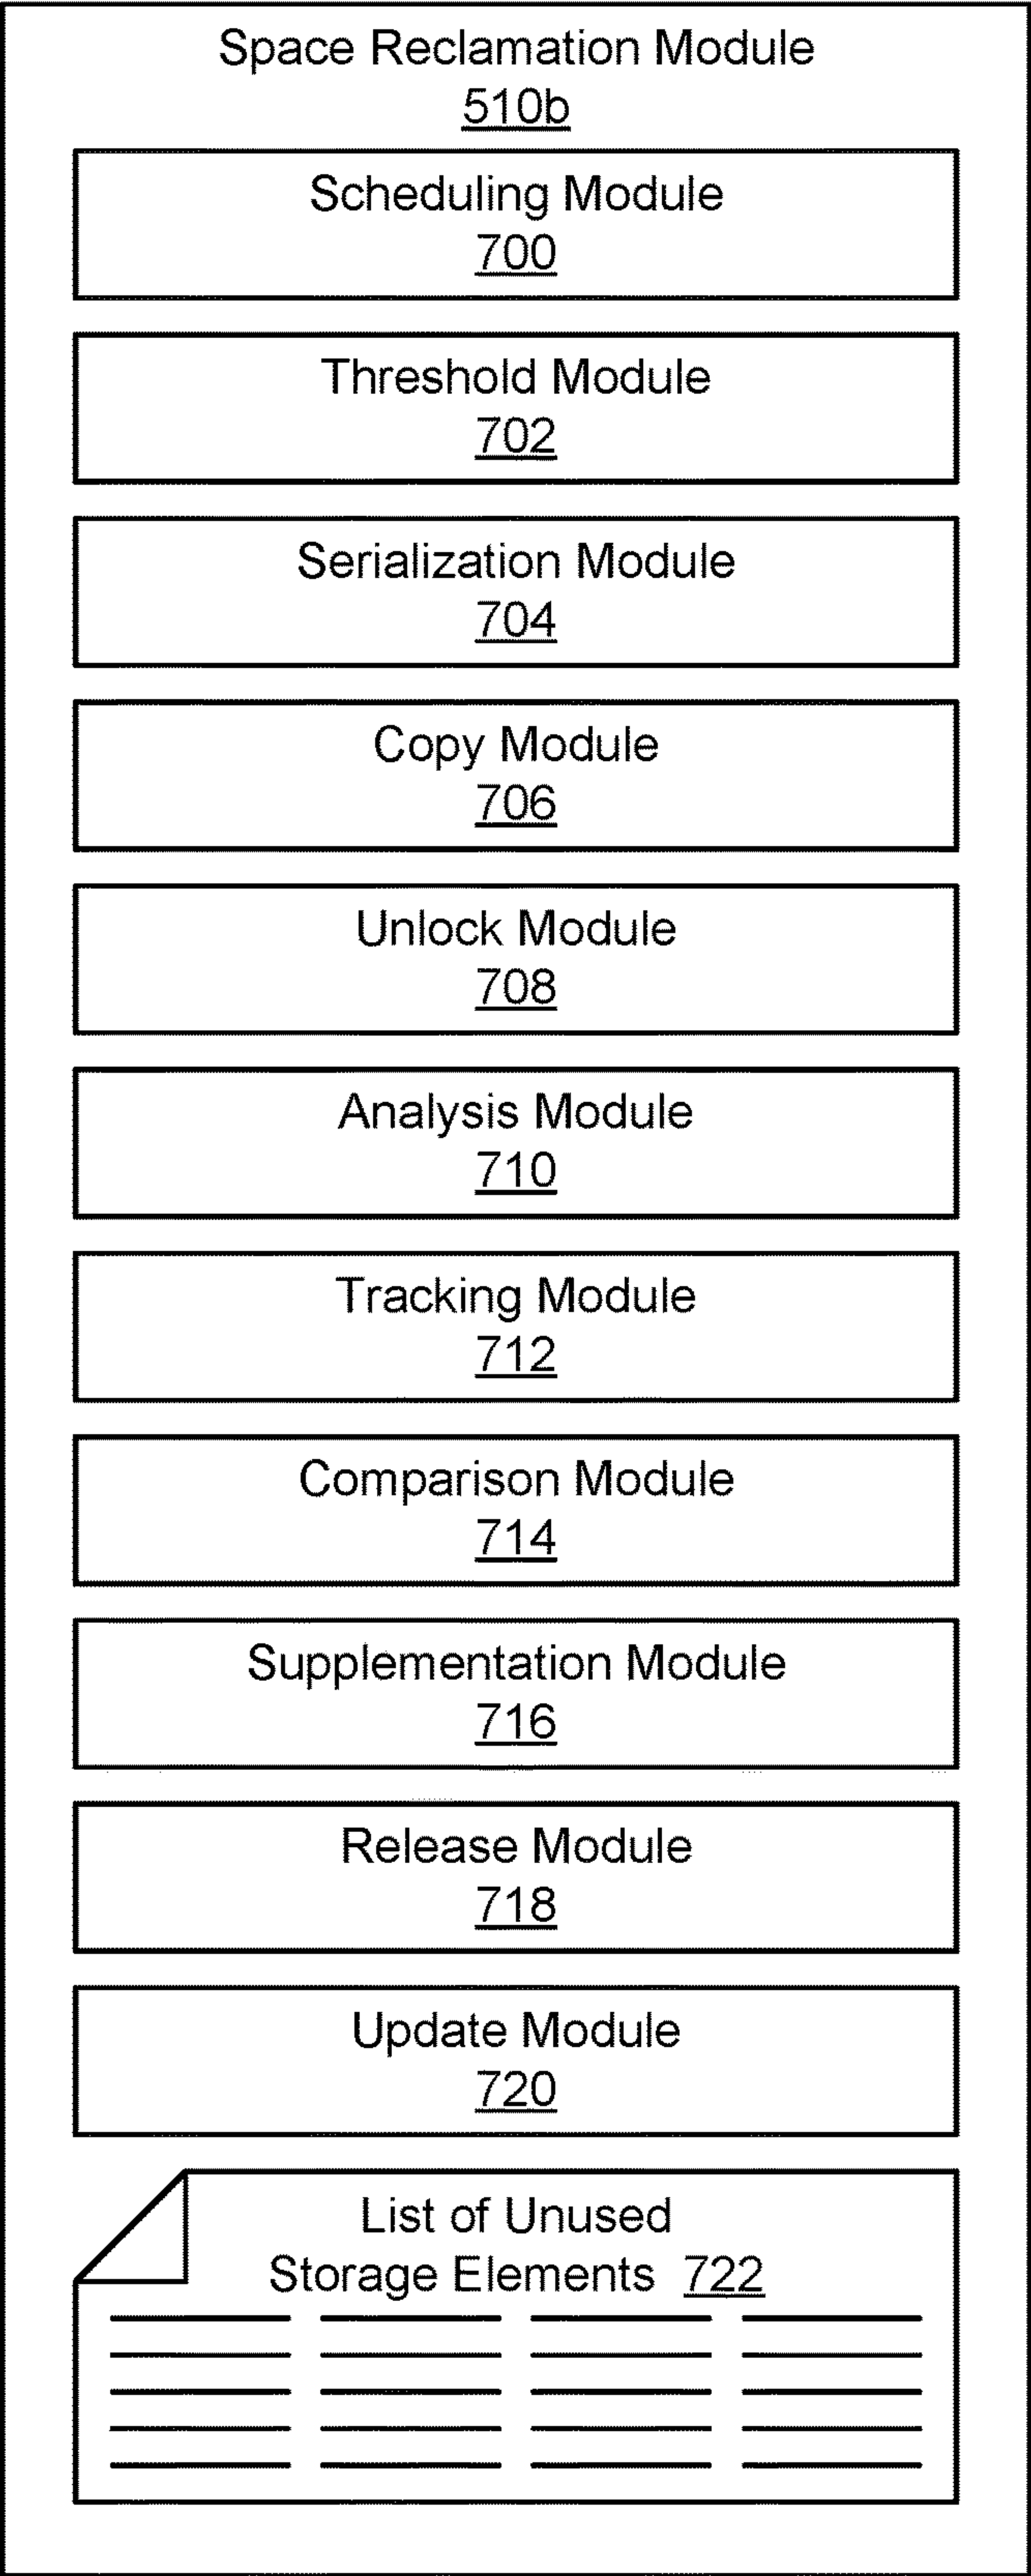 Space Reclamation Module
510b
Scheduling Module
700
Threshold Module
702
Serialization Module
704
Copy Module
706
Unlock Module
708
Analysis Module
710
Tracking Module
712
Comparison Module
714
Supplementation Module
716
Release Module
718
Update Module
720
List of Unused
Storage Elements 722